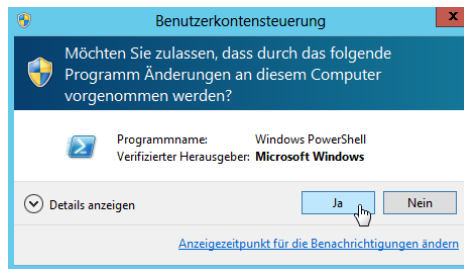 Benutzerkontensteuerung
x
Möchten Sie zulassen, dass durch das folgende
Programm Änderungen an diesem Computer
vorgenommen werden?
Programmname: Windows PowerShell
Verifizierter Herausgeber: Microsoft Windows
Details anzeigen Ja Nein
Anzeigezeitpunkt für die Benachrichtigungen ändern